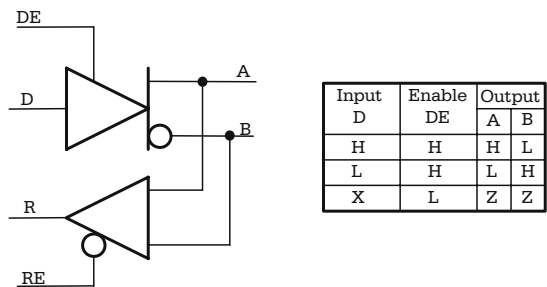 DE
D
A
B
R
RE
Input D Enable DE Output
A B
H H H L
L H L H
X L Z Z